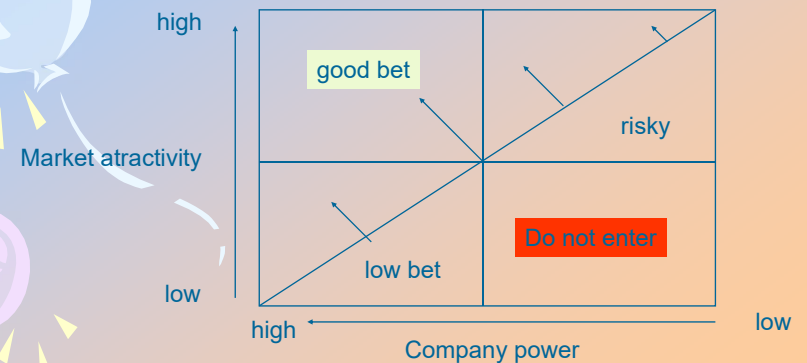 high
good bet
risky
Market atractivity
Do not enter
low bet
low
high
low
Company power